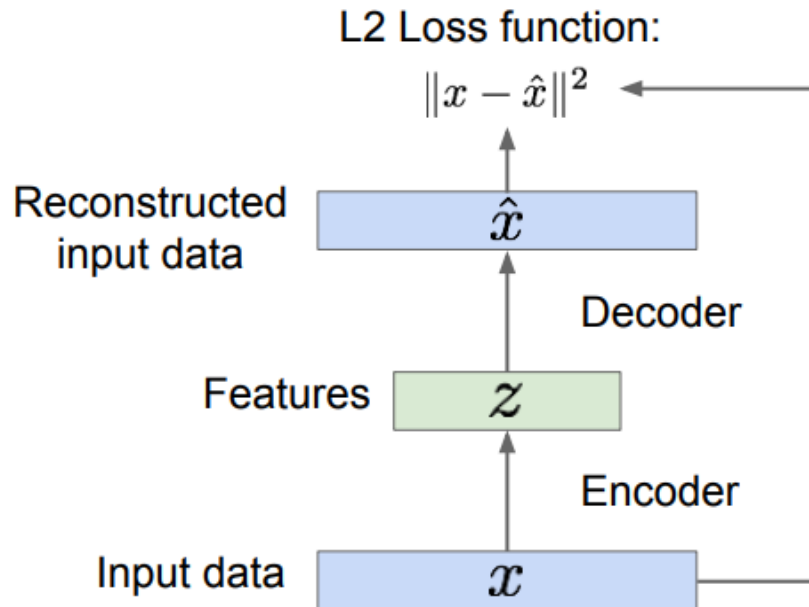 L2 Loss function:
‖x − x̂‖²
Reconstructed
input data
x̂
Decoder
Features
z
Encoder
Input data
x